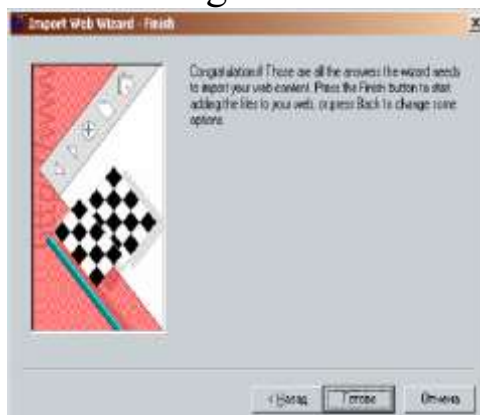 Import Web Wizard - Finish
Congratulations! These are all the answers the wizard needs
to import your web content. Press the Finish button to start
adding the files to your web, or press Back to change some
options.
< Назад Готово Отмена